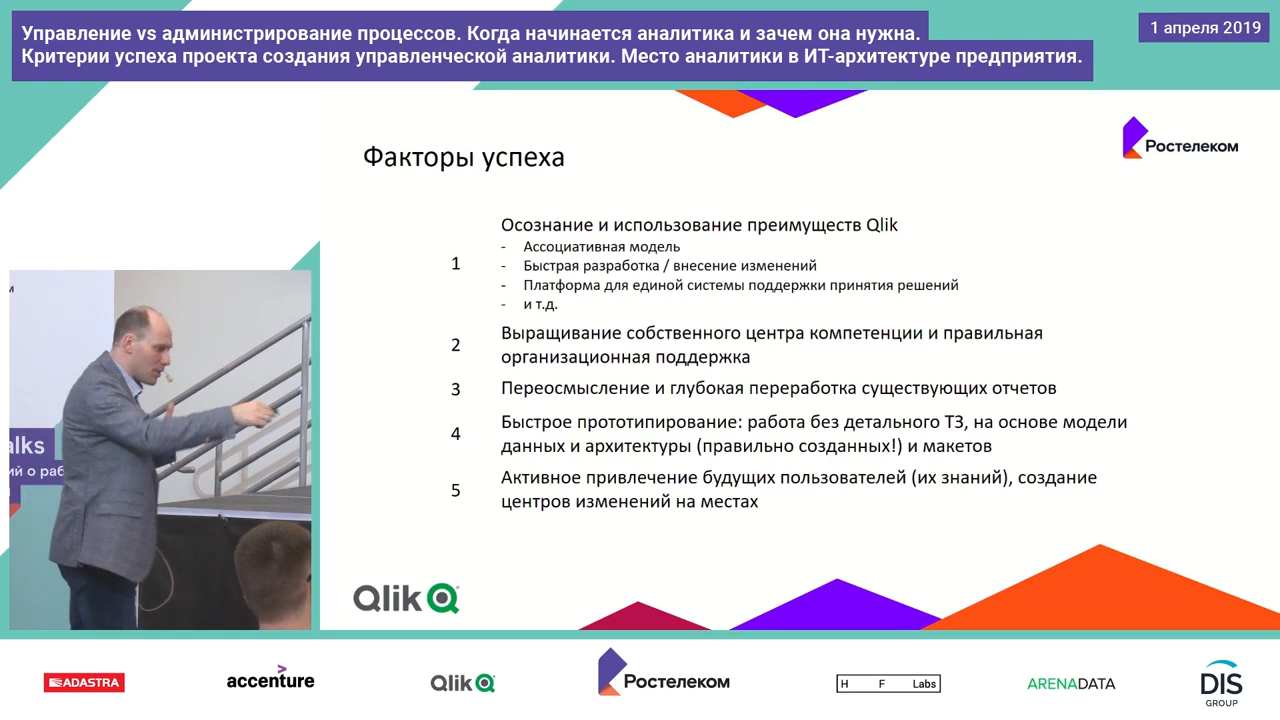 Управление vs администрирование процессов. Когда начинается аналитика и зачем она нужна.
Критерии успеха проекта создания управленческой аналитики. Место аналитики в ИТ-архитектуре предприятия.
1 апреля 2019
Ростелеком
Факторы успеха
1
Осознание и использование преимуществ Qlik
- Ассоциативная модель
- Быстрая разработка / внесение изменений
- Платформа для единой системы поддержки принятия решений
- и т.д.
2
Выращивание собственного центра компетенции и правильная
организационная поддержка
3 Переосмысление и глубокая переработка существующих отчетов
4
Быстрое прототипирование: работа без детального ТЗ, на основе модели
данных и архитектуры (правильно созданных!) и макетов
5
Активное привлечение будущих пользователей (их знаний), создание
центров изменений на местах
alks
ий о раб
Qlik
ADASTRA
accenture
Qlik
Ростелеком
H F Labs
ARENADATA
DIS
GROUP